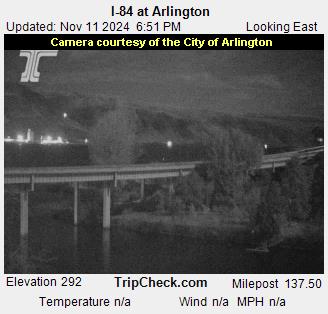 I-84 at Arlington
Updated: Nov 11 2024 6:51 PM Looking East
Camera courtesy of the City of Arlington
Elevation 292 TripCheck.com Milepost 137.50
Temperature n/a Wind n/a MPH n/a